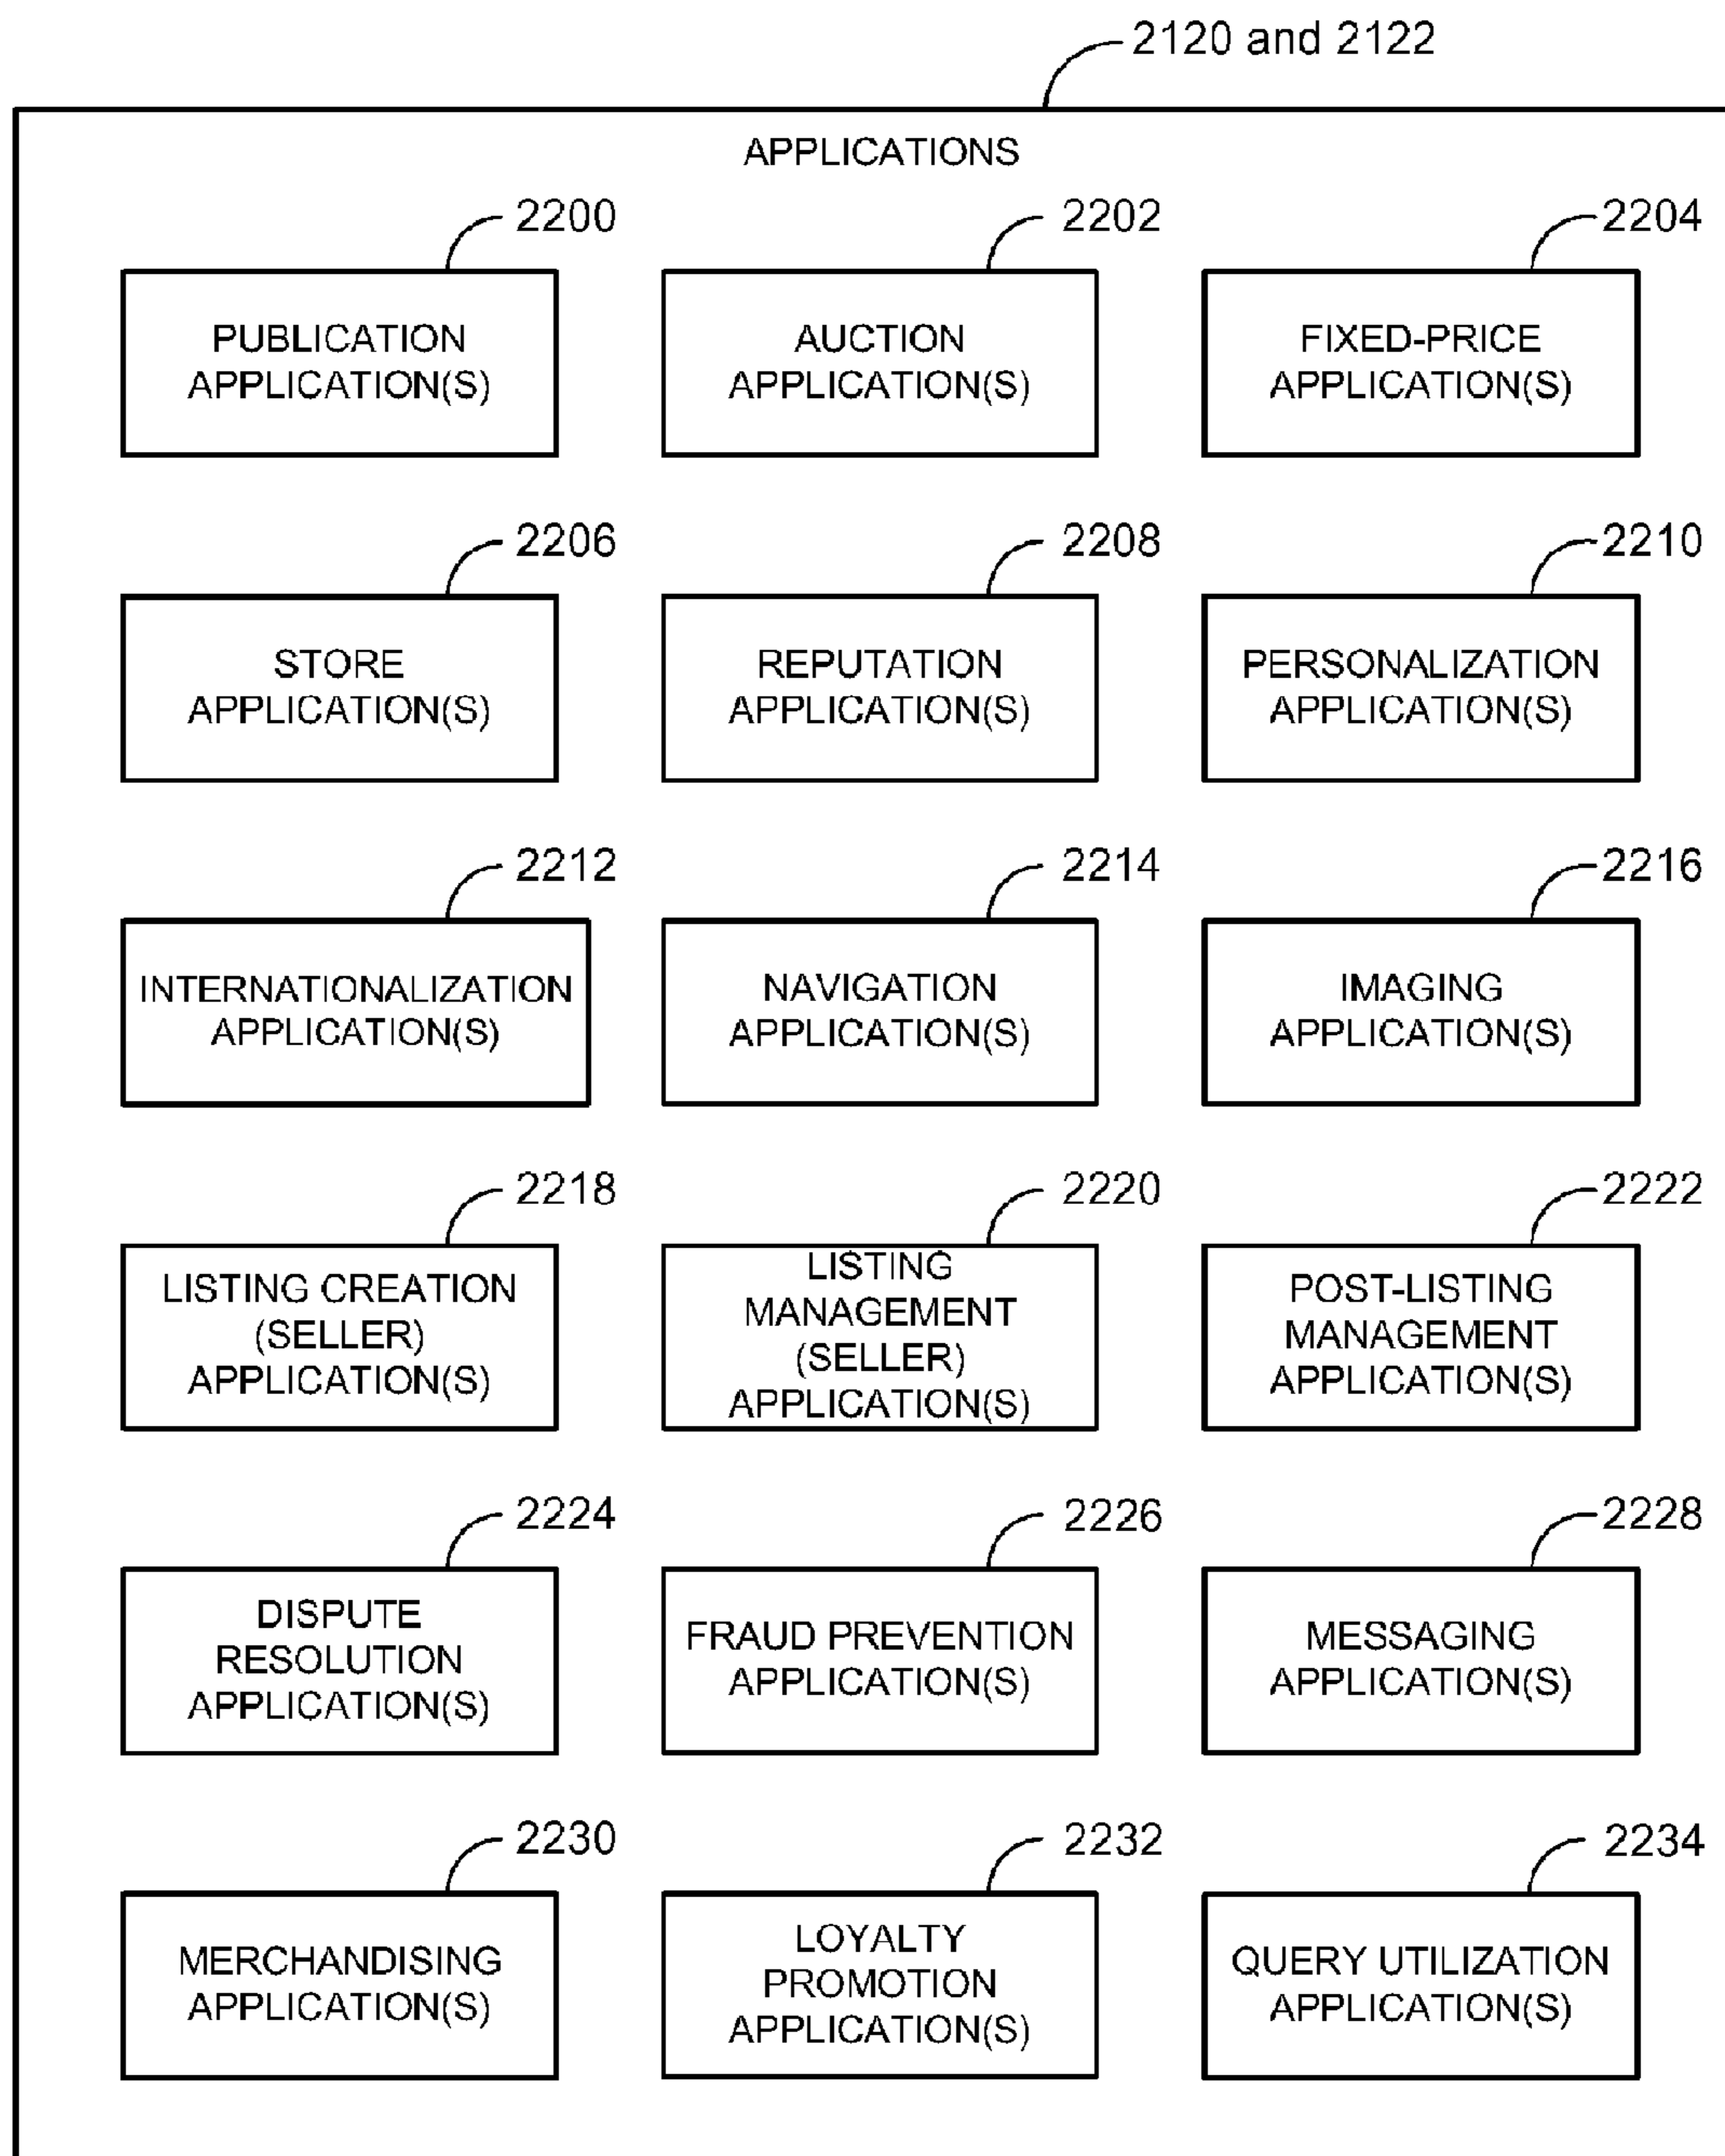 2120 and 2122
APPLICATIONS
2200
PUBLICATION
APPLICATION(S)
2202
AUCTION
APPLICATION(S)
2204
FIXED-PRICE
APPLICATION(S)
2206
STORE
APPLICATION(S)
2208
REPUTATION
APPLICATION(S)
2210
PERSONALIZATION
APPLICATION(S)
2212
INTERNATIONALIZATION
APPLICATION(S)
2214
NAVIGATION
APPLICATION(S)
2216
IMAGING
APPLICATION(S)
2218
LISTING CREATION
(SELLER)
APPLICATION(S)
2220
LISTING
MANAGEMENT
(SELLER)
APPLICATION(S)
2222
POST-LISTING
MANAGEMENT
APPLICATION(S)
2224
DISPUTE
RESOLUTION
APPLICATION(S)
2226
FRAUD PREVENTION
APPLICATION(S)
2228
MESSAGING
APPLICATION(S)
2230
MERCHANDISING
APPLICATION(S)
2232
LOYALTY
PROMOTION
APPLICATION(S)
2234
QUERY UTILIZATION
APPLICATION(S)